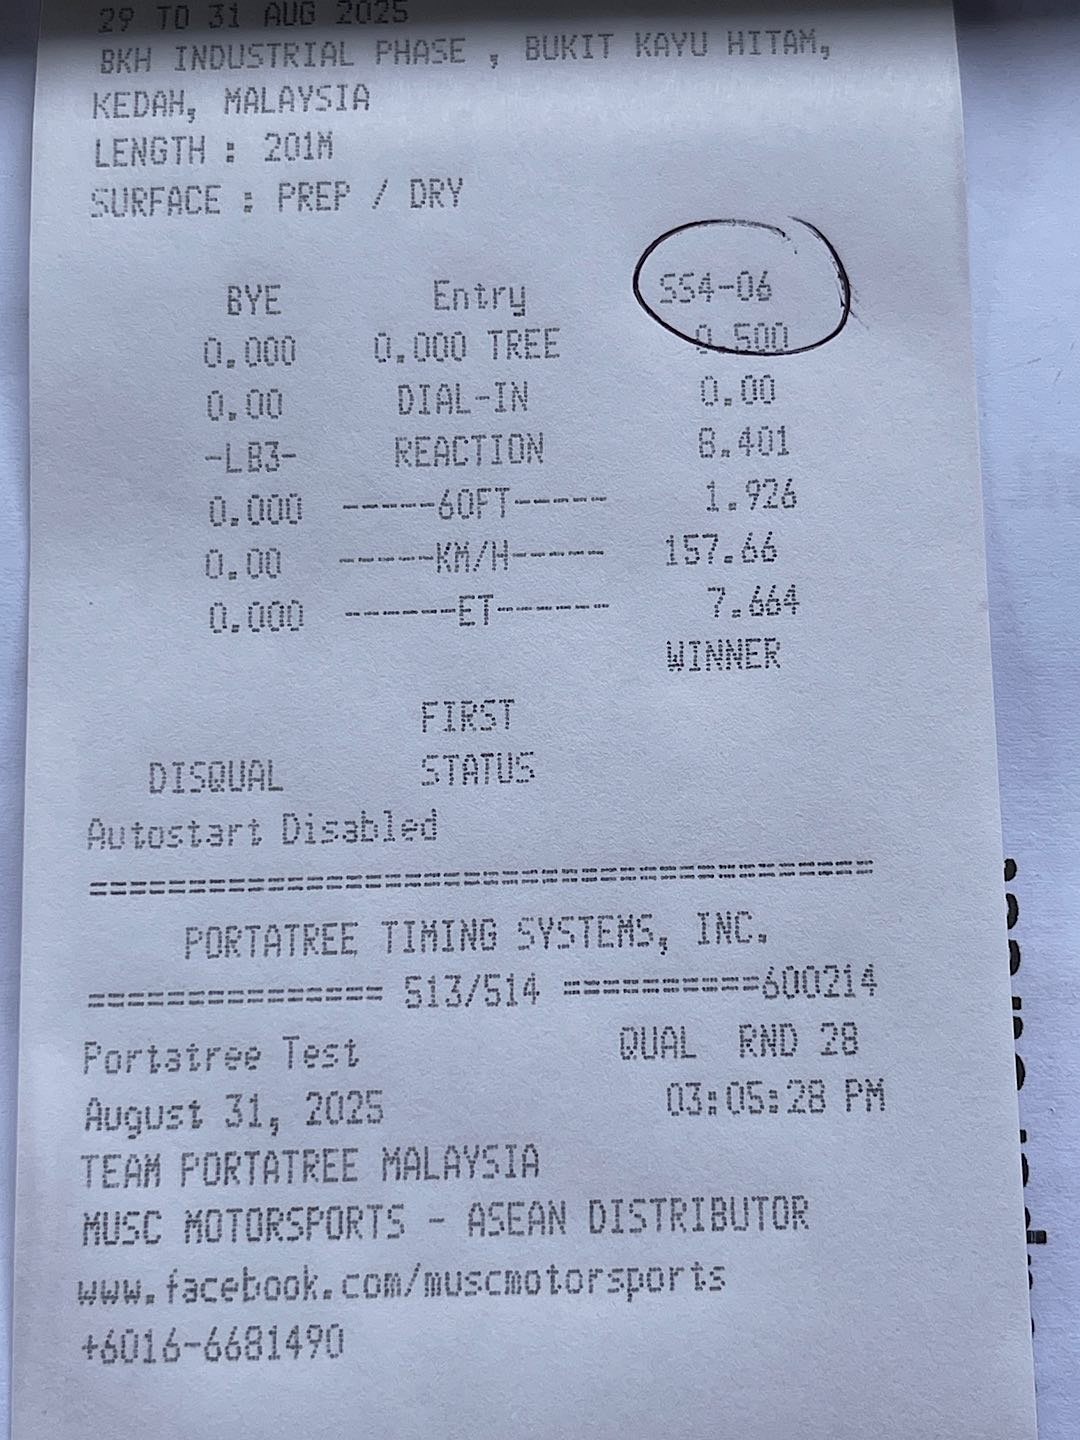 29 TO 31 AUG 2025
BKH INDUSTRIAL PHASE , BUKIT KAYU HITAM,
KEDAH, MALAYSIA
LENGTH : 201M
SURFACE : PREP / DRY
BYE Entry SS4-06
0.000 0.000 TREE 0.500
0.00 DIAL-IN 0.00
-LB3- REACTION 8.401
0.000 -----60FT----- 1.926
0.00 -----KM/H----- 157.66
0.000 ------ET------ 7.664
WINNER
FIRST
DISQUAL STATUS
Autostart Disabled
========================================
PORTATREE TIMING SYSTEMS, INC.
=============== 513/514 ==========600214
Portatree Test QUAL RND 28
August 31, 2025 03:05:28 PM
TEAM PORTATREE MALAYSIA
MUSC MOTORSPORTS - ASEAN DISTRIBUTOR
www.facebook.com/muscmotorsports
+6016-6681490